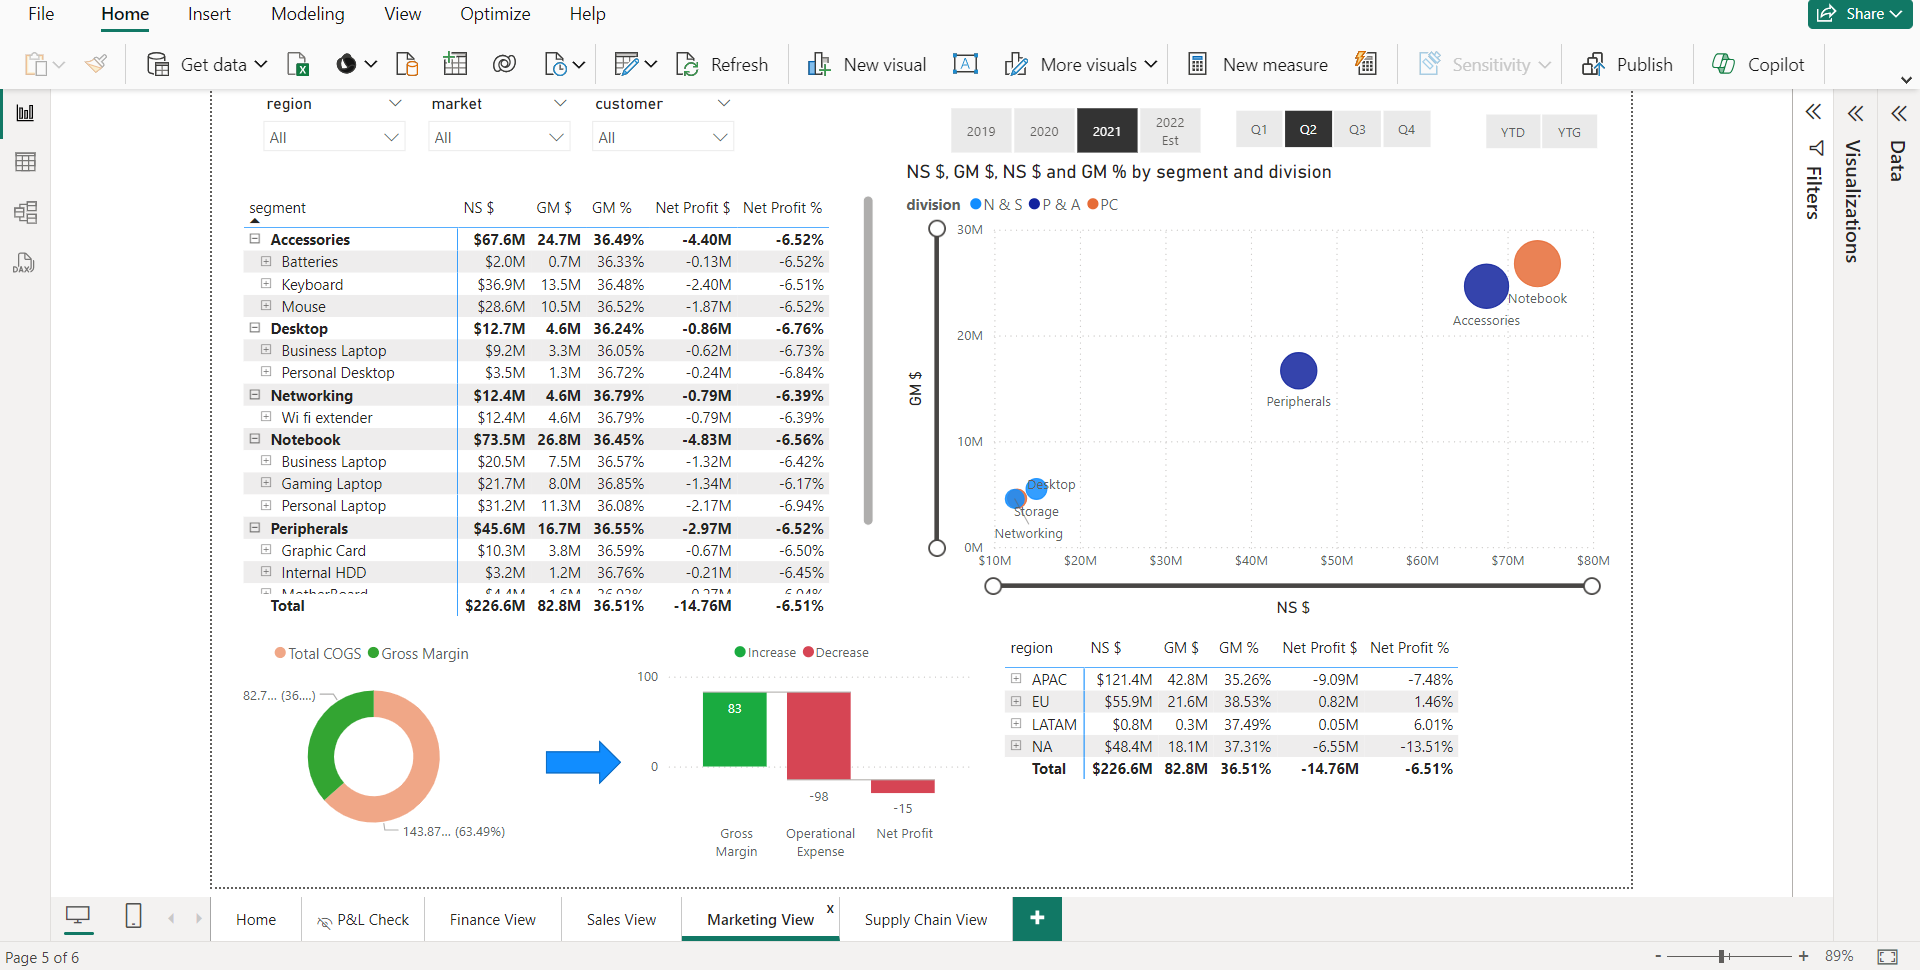 File Home Insert Modeling View Optimize Help Share
Get data Refresh New visual More visuals New measure Sensitivity Publish Copilot
region market customer
All All All
2019 2020 2021 2022 Est
Q1 Q2 Q3 Q4
YTD YTG
Filters
Visualizations
Data
DAX
segment NS $ GM $ GM % Net Profit $ Net Profit %
Accessories $67.6M 24.7M 36.49% -4.40M -6.52%
Batteries $2.0M 0.7M 36.33% -0.13M -6.52%
Keyboard $36.9M 13.5M 36.48% -2.40M -6.51%
Mouse $28.6M 10.5M 36.52% -1.87M -6.52%
Desktop $12.7M 4.6M 36.24% -0.86M -6.76%
Business Laptop $9.2M 3.3M 36.05% -0.62M -6.73%
Personal Desktop $3.5M 1.3M 36.72% -0.24M -6.84%
Networking $12.4M 4.6M 36.79% -0.79M -6.39%
Wi fi extender $12.4M 4.6M 36.79% -0.79M -6.39%
Notebook $73.5M 26.8M 36.45% -4.83M -6.56%
Business Laptop $20.5M 7.5M 36.57% -1.32M -6.42%
Gaming Laptop $21.7M 8.0M 36.85% -1.34M -6.17%
Personal Laptop $31.2M 11.3M 36.08% -2.17M -6.94%
Peripherals $45.6M 16.7M 36.55% -2.97M -6.52%
Graphic Card $10.3M 3.8M 36.59% -0.67M -6.50%
Internal HDD $3.2M 1.2M 36.76% -0.21M -6.45%
MotherBoard
Total $226.6M 82.8M 36.51% -14.76M -6.51%
NS $, GM $, NS $ and GM % by segment and division
division N & S P & A PC
30M
20M
10M
0M
GM $
Notebook
Accessories
Peripherals
Desktop
Storage
Networking
$10M $20M $30M $40M $50M $60M $70M $80M
NS $
Total COGS Gross Margin
82.7... (36....)
143.87... (63.49%)
Increase Decrease
100
0
83
-98
-15
Gross Margin
Operational Expense
Net Profit
region NS $ GM $ GM % Net Profit $ Net Profit %
APAC $121.4M 42.8M 35.26% -9.09M -7.48%
EU $55.9M 21.6M 38.53% 0.82M 1.46%
LATAM $0.8M 0.3M 37.49% 0.05M 6.01%
NA $48.4M 18.1M 37.31% -6.55M -13.51%
Total $226.6M 82.8M 36.51% -14.76M -6.51%
Home P&L Check Finance View Sales View Marketing View x Supply Chain View +
Page 5 of 6
- + 89%